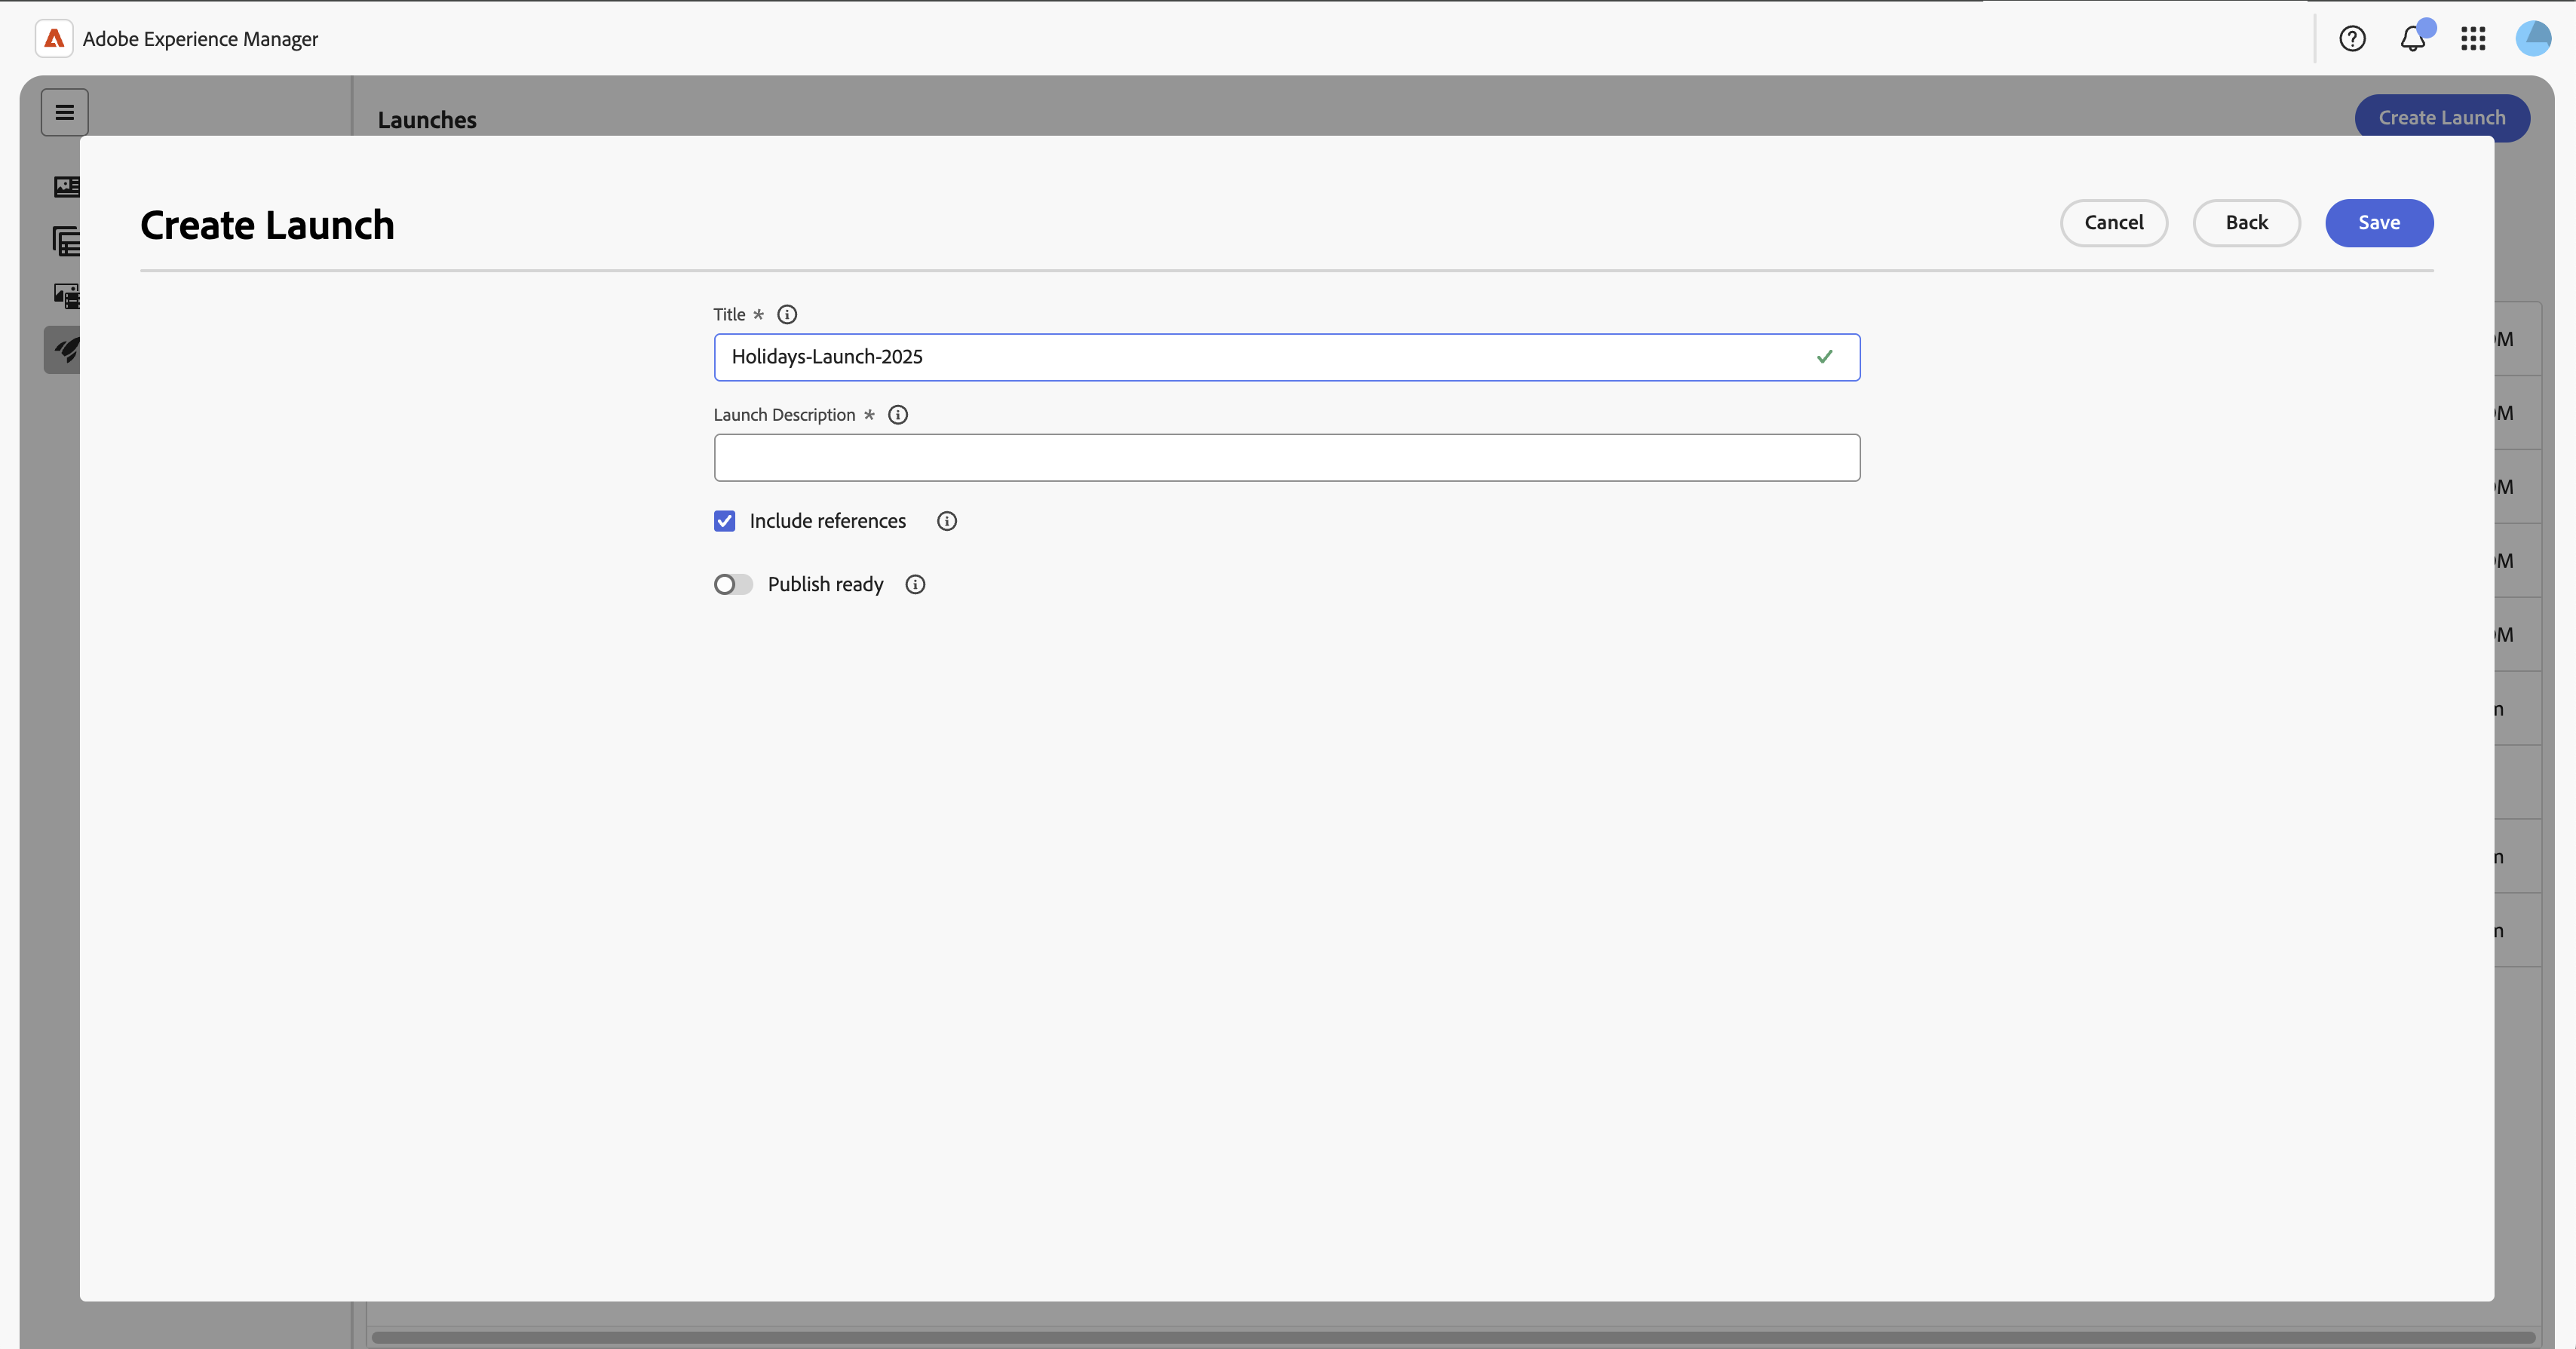 Adobe Experience Manager
Launches
Create Launch
Create Launch
Cancel
Back
Save
Title *
Holidays-Launch-2025
Launch Description *
Include references
Publish ready